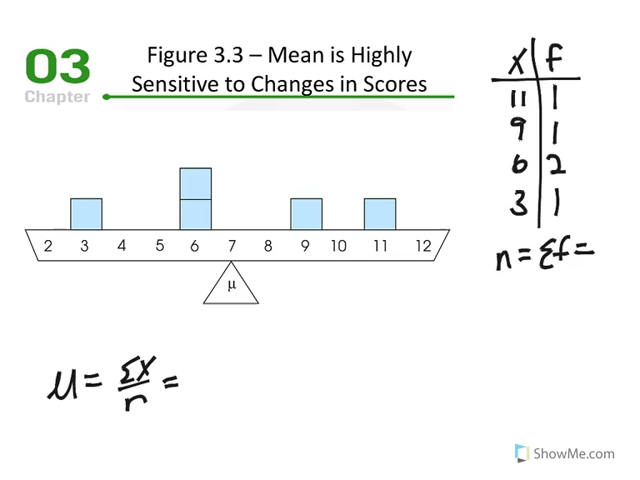 03
Chapter
Figure 3.3 – Mean is Highly
Sensitive to Changes in Scores
X f
11 1
9 1
6 2
3 1
n = Σf =
2 3 4 5 6 7 8 9 10 11 12
μ
μ = ΣX/n =
ShowMe.com